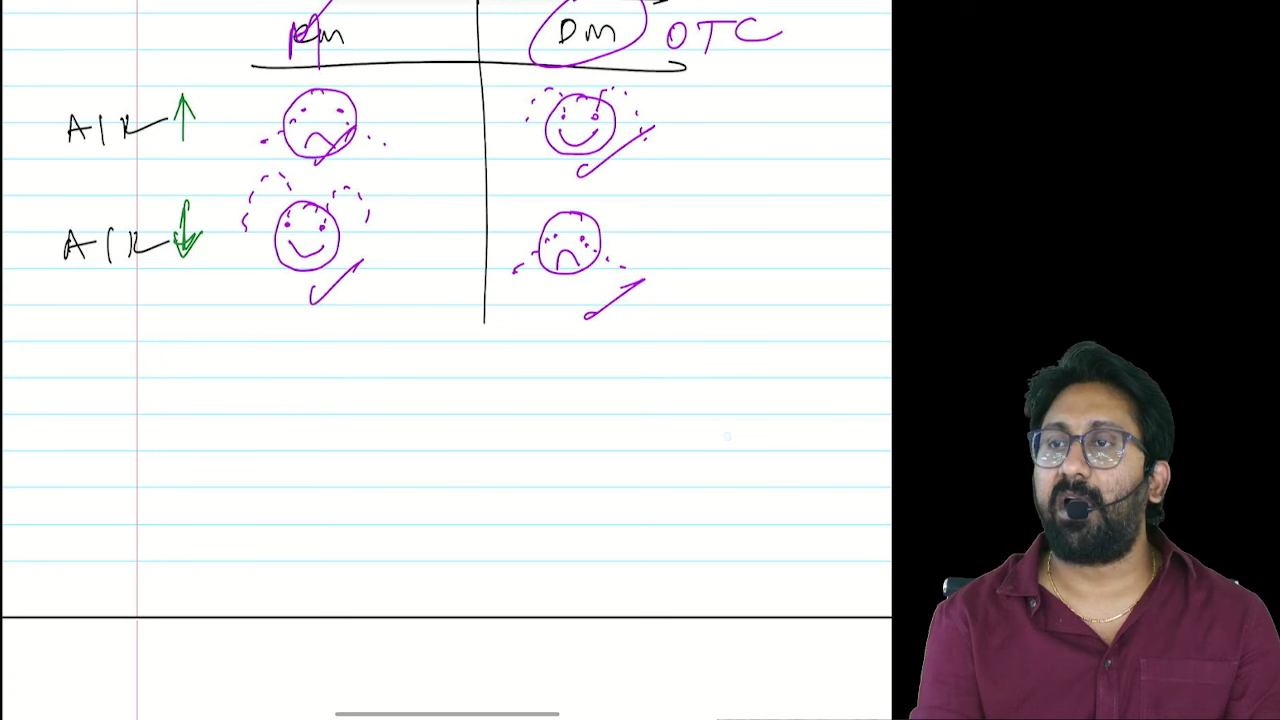 DM OTC
A/R ↑
A/R ↓